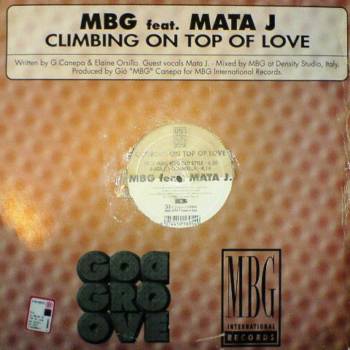 MBG feat. MATA J
CLIMBING ON TOP OF LOVE
Written by G.Canepa & Elaine Orsillo. Guest vocals Mata J. - Mixed by MBG at Density Studio, Italy.
Produced by Giò "MBG" Canepa for MBG International Records.
CLIMBING ON TOP OF LOVE
MBG feat. MATA J.
GOD
GRO
OVE
MBG
INTERNATIONAL
RECORDS